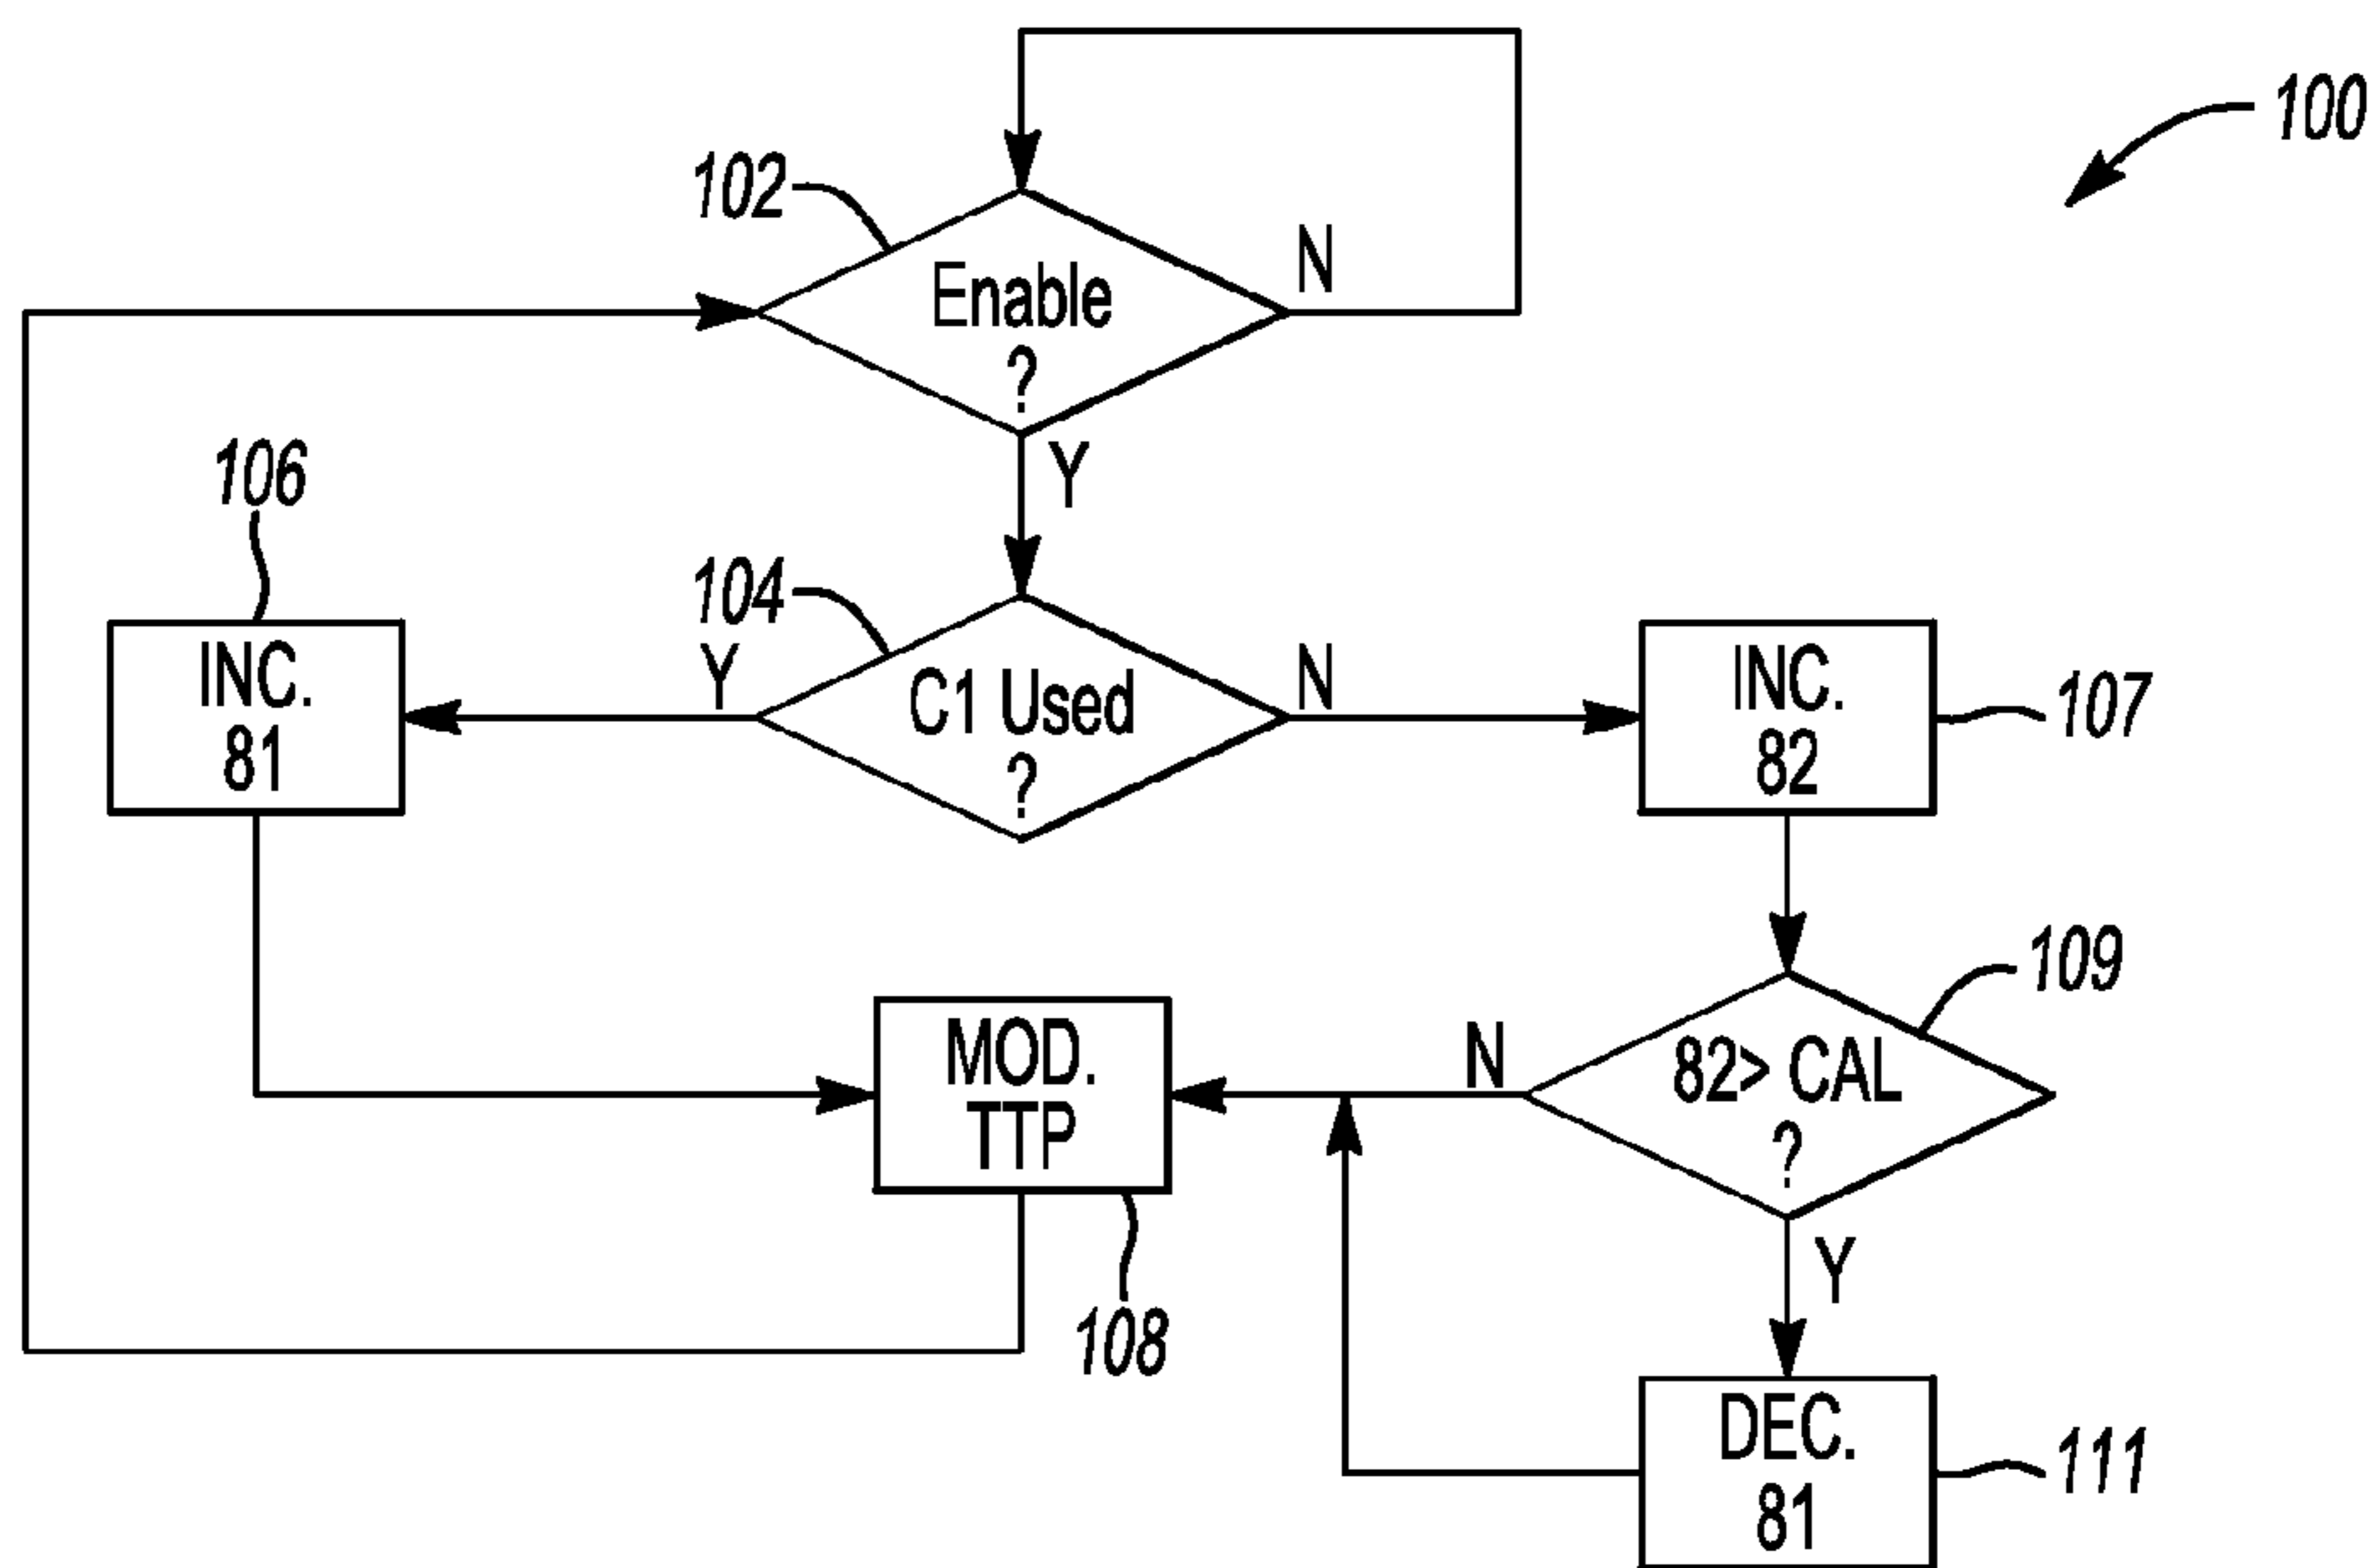 100
102
Enable
?
N
Y
106
104
INC.
81
Y
C1 Used
?
N
INC.
82
107
109
MOD.
TTP
N
82> CAL
?
108
Y
DEC.
81
111